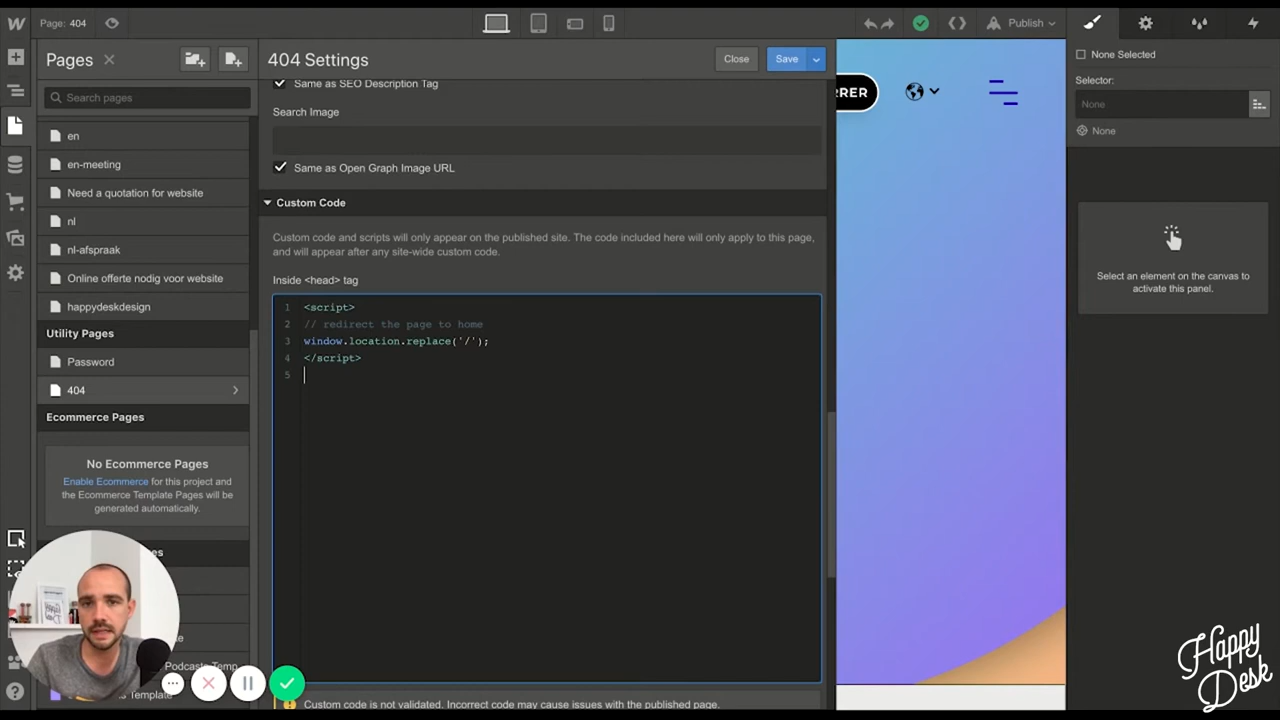 Page: 404
Publish
Pages
404 Settings
Close
Save
None Selected
Search pages
Same as SEO Description Tag
Selector:
None
RRER
Search Image
None
en
en-meeting
Same as Open Graph Image URL
Need a quotation for website
Custom Code
nl
Custom code and scripts will only appear on the published site. The code included here will only apply to this page,
and will appear after any site-wide custom code.
nl-afspraak
Online offerte nodig voor website
Inside <head> tag
Select an element on the canvas to
activate this panel.
happydeskdesign
1 <script>
2 // redirect the page to home
3 window.location.replace('/');
4 </script>
5
Utility Pages
Password
404
Ecommerce Pages
No Ecommerce Pages
Enable Ecommerce for this project and
the Ecommerce Template Pages will be
generated automatically.
Podcasts Temp
Template
Custom code is not validated. Incorrect code may cause issues with the published page.
Happy
Desk